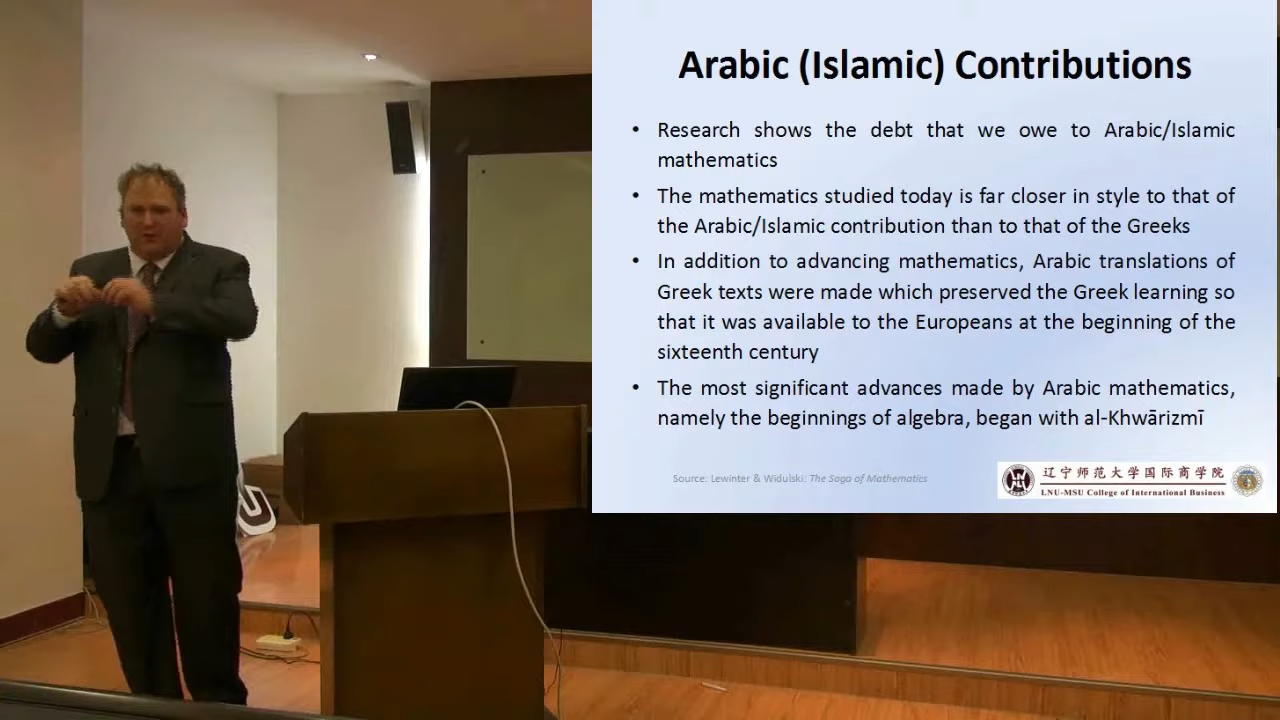 Arabic (Islamic) Contributions
• Research shows the debt that we owe to Arabic/Islamic
mathematics
• The mathematics studied today is far closer in style to that of
the Arabic/Islamic contribution than to that of the Greeks
• In addition to advancing mathematics, Arabic translations of
Greek texts were made which preserved the Greek learning so
that it was available to the Europeans at the beginning of the
sixteenth century
• The most significant advances made by Arabic mathematics,
namely the beginnings of algebra, began with al-Khwārizmī
Source: Lewinter & Widulski: The Saga of Mathematics
辽宁师范大学国际商学院
LNU-MSU College of International Business